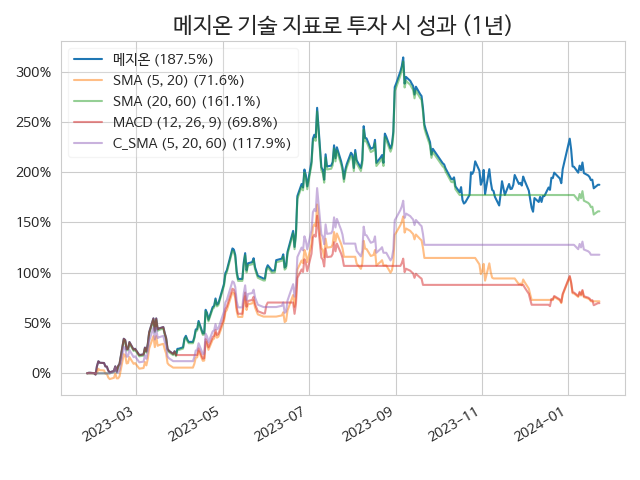 메지온 기술 지표로 투자 시 성과 (1년)
메지온 (187.5%)
SMA (5, 20) (71.6%)
SMA (20, 60) (161.1%)
MACD (12, 26, 9) (69.8%)
C_SMA (5, 20, 60) (117.9%)
300%
250%
200%
150%
100%
50%
0%
2023-03
2023-05
2023-07
2023-09
2023-11
2024-01